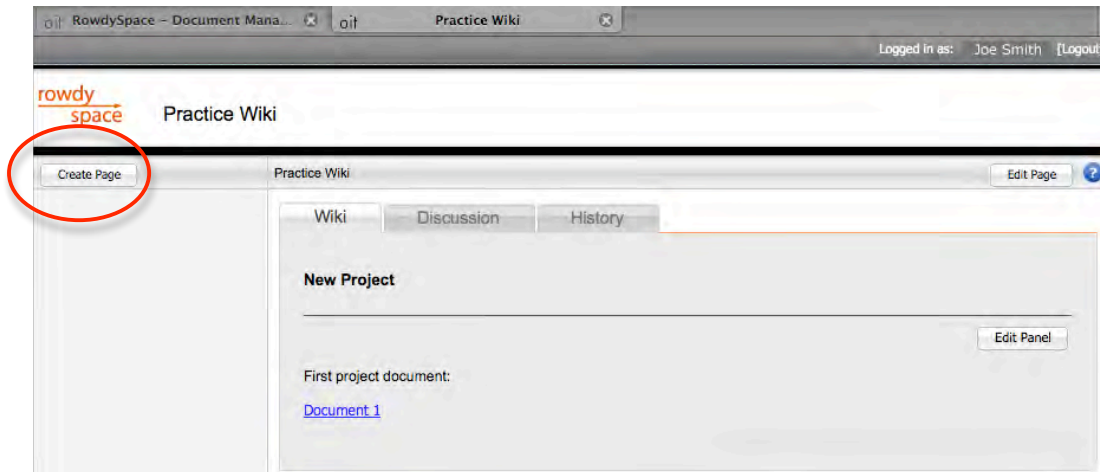 oit RowdySpace – Document Mana... oit Practice Wiki
Logged in as: Joe Smith [Logout
rowdy
space
Practice Wiki
Create Page
Practice Wiki
Edit Page ?
Wiki Discussion History
New Project
Edit Panel
First project document:
Document 1